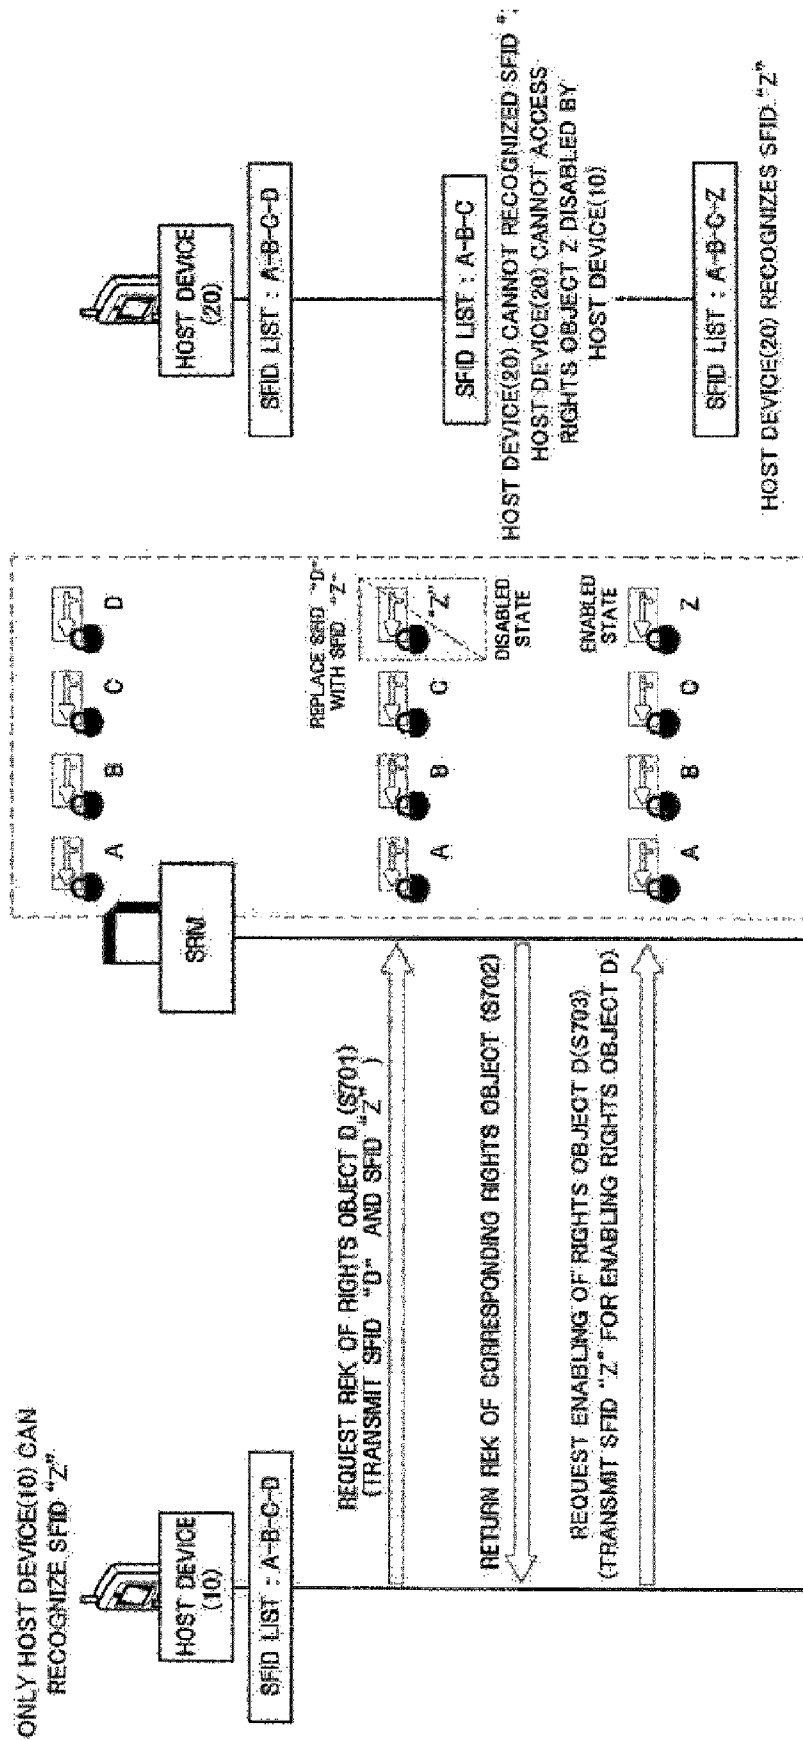 ONLY HOST DEVICE(10) CAN
RECOGNIZE SFID "Z"
HOST DEVICE
(10)
SFID LIST : A-B-C-D
SRM
A
B
C
D
HOST DEVICE
(20)
SFID LIST : A-B-C-D
REQUEST REK OF RIGHTS OBJECT D (S701)
(TRANSMIT SFID "D" AND SFID "Z" )
REPLACE SFID "D"
WITH SFID "Z"
A
B
C
"Z"
DISABLED
STATE
SFID LIST : A-B-C
HOST DEVICE(20) CANNOT RECOGNIZED SFID "
HOST DEVICE(20) CANNOT ACCESS
RIGHTS OBJECT Z DISABLED BY
HOST DEVICE(10)
RETURN REK OF CORRESPONDING RIGHTS OBJECT (S702)
REQUEST ENABLING OF RIGHTS OBJECT D(S703)
(TRANSMIT SFID "Z" FOR ENABLING RIGHTS OBJECT D)
ENABLED
STATE
A
B
C
Z
SFID LIST : A-B-C-Z
HOST DEVICE(20) RECOGNIZES SFID "Z"